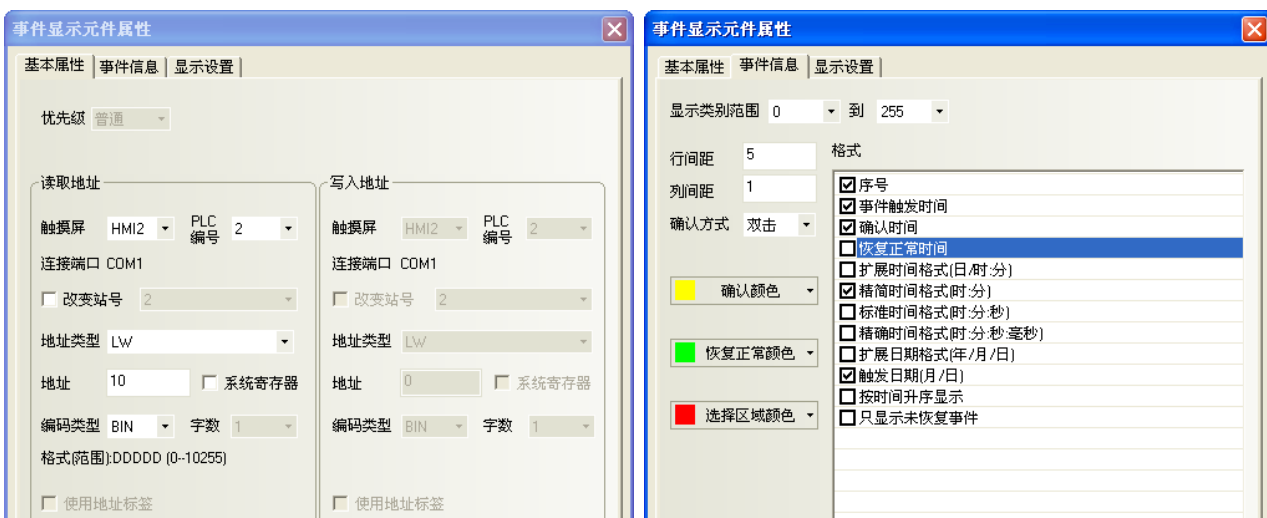 事件显示元件属性
基本属性 事件信息 显示设置
优先级 普通
读取地址
触摸屏 HMI2 PLC编号 2
连接端口 COM1
改变站号 2
地址类型 LW
地址 10 系统寄存器
编码类型 BIN 字数 1
格式(范围):DDDDD (0--10255)
使用地址标签
写入地址
触摸屏 HMI2 PLC编号 2
连接端口 COM1
改变站号 2
地址类型 LW
地址 0 系统寄存器
编码类型 BIN 字数 1
使用地址标签
事件显示元件属性
基本属性 事件信息 显示设置
显示类别范围 0 到 255
行间距 5
列间距 1
确认方式 双击
确认颜色
恢复正常颜色
选择区域颜色
格式
序号
事件触发时间
确认时间
恢复正常时间
扩展时间格式(日/时:分)
精简时间格式(时:分)
标准时间格式(时:分:秒)
精确时间格式(时:分:秒:毫秒)
扩展日期格式(年/月/日)
触发日期(月/日)
按时间升序显示
只显示未恢复事件